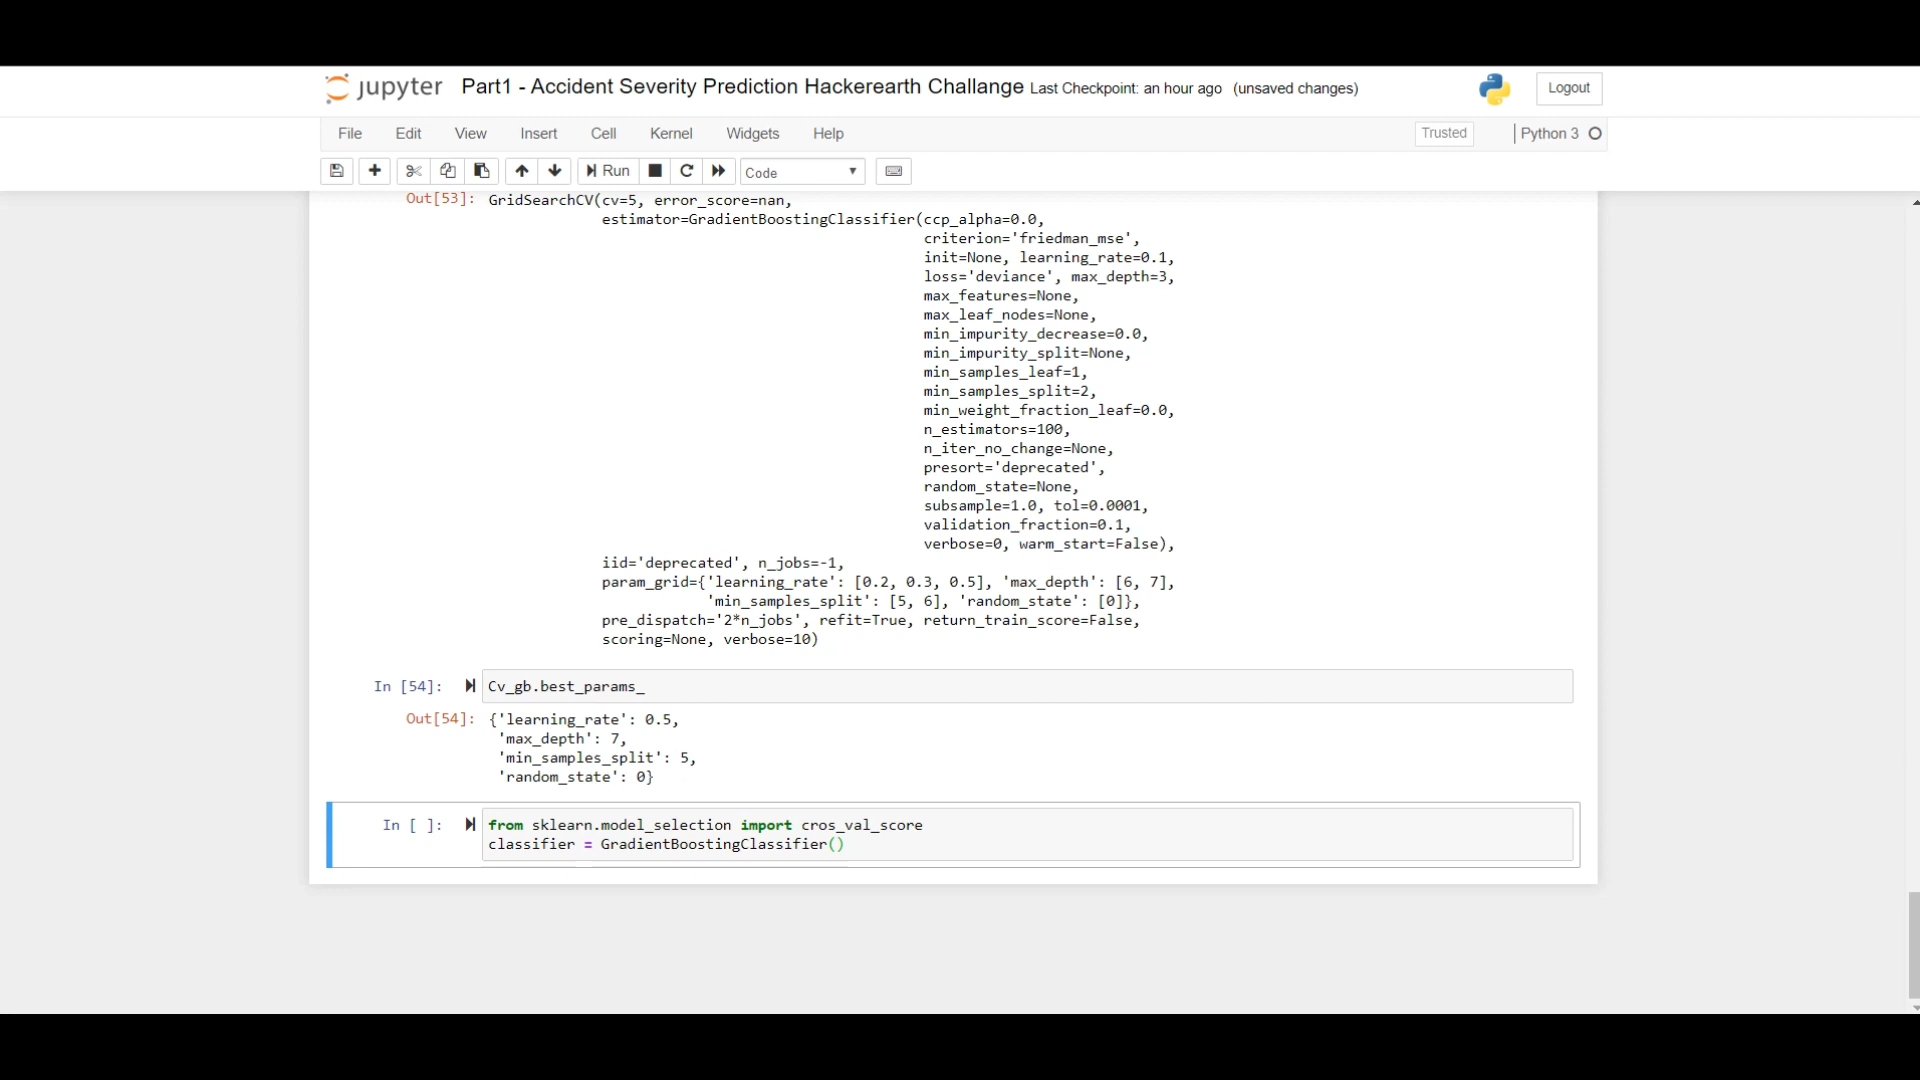 jupyter Part1 - Accident Severity Prediction Hackerearth Challange Last Checkpoint: an hour ago (unsaved changes) Logout
File Edit View Insert Cell Kernel Widgets Help Trusted Python 3
Run Code
Out[53]: GridSearchCV(cv=5, error_score=nan,
estimator=GradientBoostingClassifier(ccp_alpha=0.0,
criterion='friedman_mse',
init=None, learning_rate=0.1,
loss='deviance', max_depth=3,
max_features=None,
max_leaf_nodes=None,
min_impurity_decrease=0.0,
min_impurity_split=None,
min_samples_leaf=1,
min_samples_split=2,
min_weight_fraction_leaf=0.0,
n_estimators=100,
n_iter_no_change=None,
presort='deprecated',
random_state=None,
subsample=1.0, tol=0.0001,
validation_fraction=0.1,
verbose=0, warm_start=False),
iid='deprecated', n_jobs=-1,
param_grid={'learning_rate': [0.2, 0.3, 0.5], 'max_depth': [6, 7],
'min_samples_split': [5, 6], 'random_state': [0]},
pre_dispatch='2*n_jobs', refit=True, return_train_score=False,
scoring=None, verbose=10)
In [54]: Cv_gb.best_params_
Out[54]: {'learning_rate': 0.5,
'max_depth': 7,
'min_samples_split': 5,
'random_state': 0}
In [ ]: from sklearn.model_selection import cros_val_score
classifier = GradientBoostingClassifier()